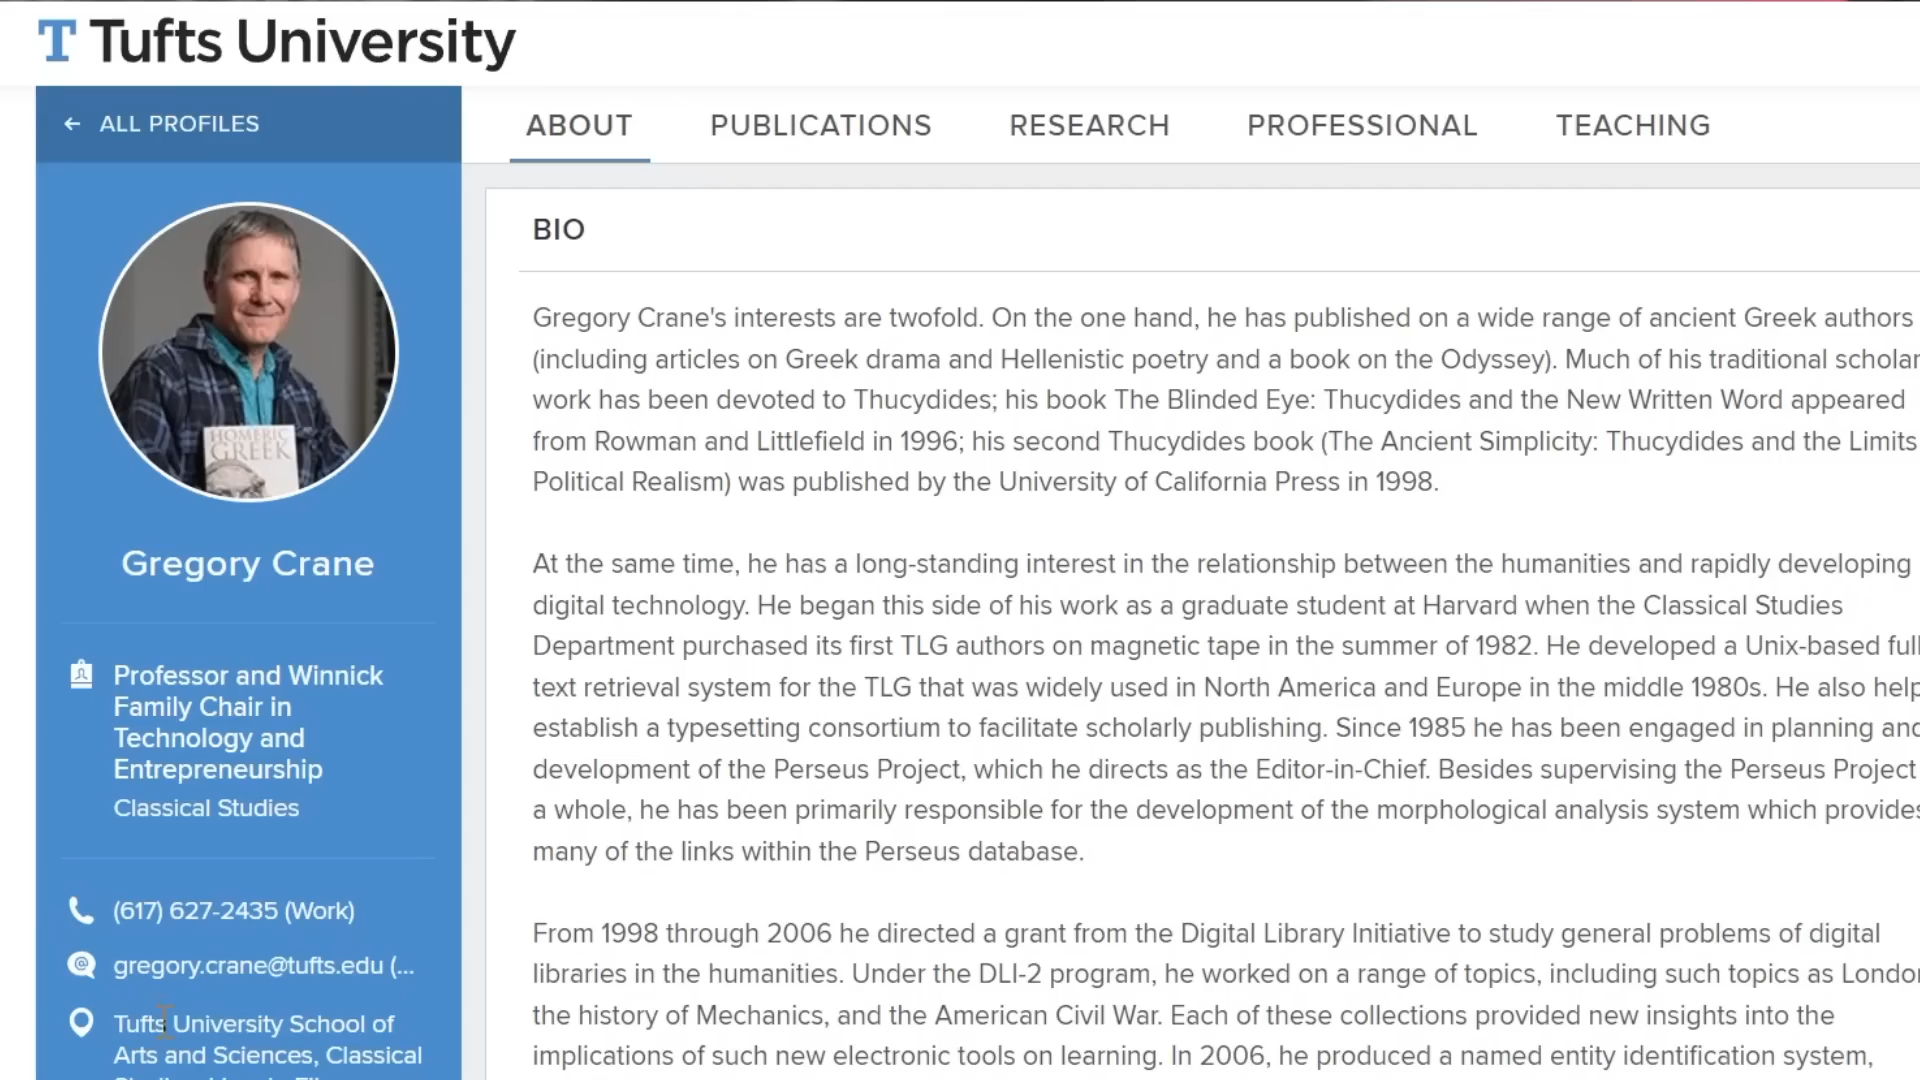 T Tufts University
← ALL PROFILES
ABOUT PUBLICATIONS RESEARCH PROFESSIONAL TEACHING
HOMERIC
GREEK
Gregory Crane
Professor and Winnick
Family Chair in
Technology and
Entrepreneurship
Classical Studies
(617) 627-2435 (Work)
gregory.crane@tufts.edu (...
Tufts University School of
Arts and Sciences, Classical
BIO
Gregory Crane's interests are twofold. On the one hand, he has published on a wide range of ancient Greek authors
(including articles on Greek drama and Hellenistic poetry and a book on the Odyssey). Much of his traditional scholar
work has been devoted to Thucydides; his book The Blinded Eye: Thucydides and the New Written Word appeared
from Rowman and Littlefield in 1996; his second Thucydides book (The Ancient Simplicity: Thucydides and the Limits
Political Realism) was published by the University of California Press in 1998.
At the same time, he has a long-standing interest in the relationship between the humanities and rapidly developing
digital technology. He began this side of his work as a graduate student at Harvard when the Classical Studies
Department purchased its first TLG authors on magnetic tape in the summer of 1982. He developed a Unix-based full
text retrieval system for the TLG that was widely used in North America and Europe in the middle 1980s. He also help
establish a typesetting consortium to facilitate scholarly publishing. Since 1985 he has been engaged in planning and
development of the Perseus Project, which he directs as the Editor-in-Chief. Besides supervising the Perseus Project
a whole, he has been primarily responsible for the development of the morphological analysis system which provides
many of the links within the Perseus database.
From 1998 through 2006 he directed a grant from the Digital Library Initiative to study general problems of digital
libraries in the humanities. Under the DLI-2 program, he worked on a range of topics, including such topics as London
the history of Mechanics, and the American Civil War. Each of these collections provided new insights into the
implications of such new electronic tools on learning. In 2006, he produced a named entity identification system,